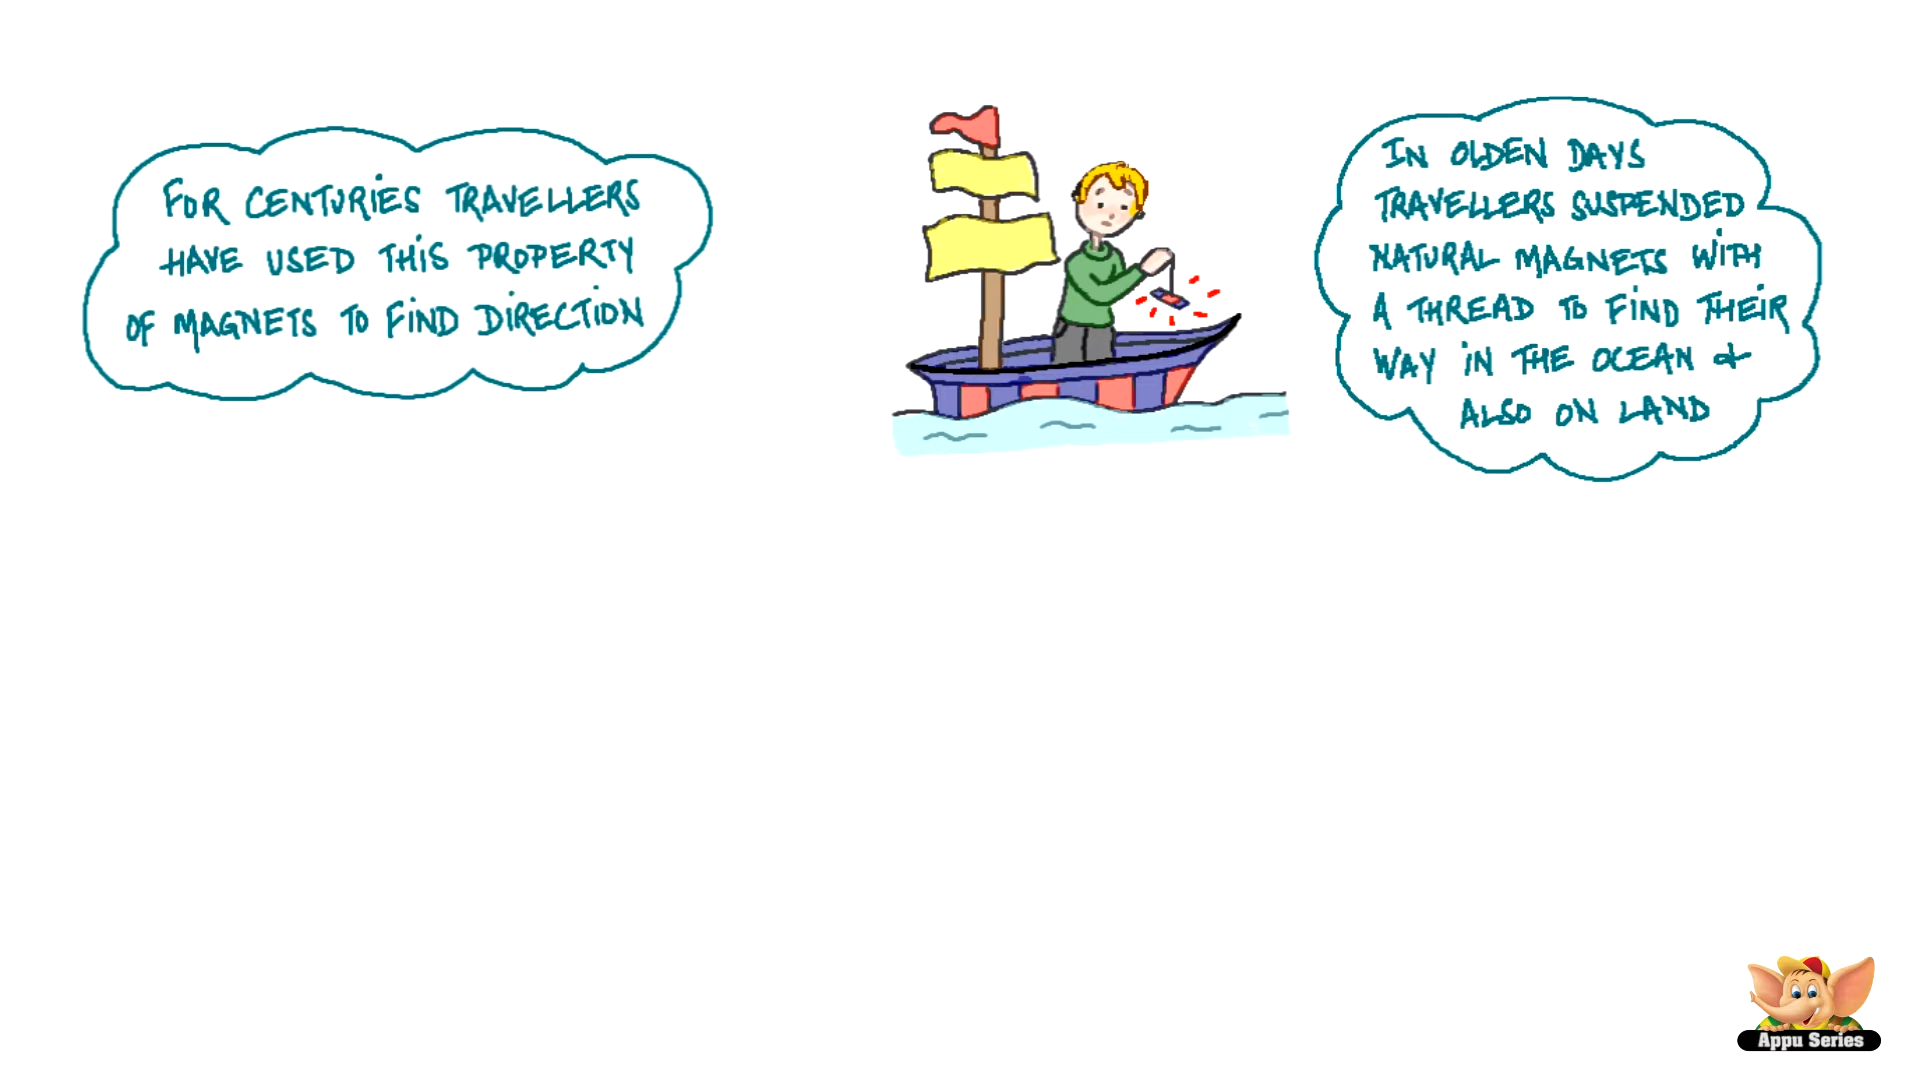 FOR CENTURIES TRAVELLERS
HAVE USED THIS PROPERTY
OF MAGNETS TO FIND DIRECTION
IN OLDEN DAYS
TRAVELLERS SUSPENDED
NATURAL MAGNETS WITH
A THREAD TO FIND THEIR
WAY IN THE OCEAN &
ALSO ON LAND
Appu Series